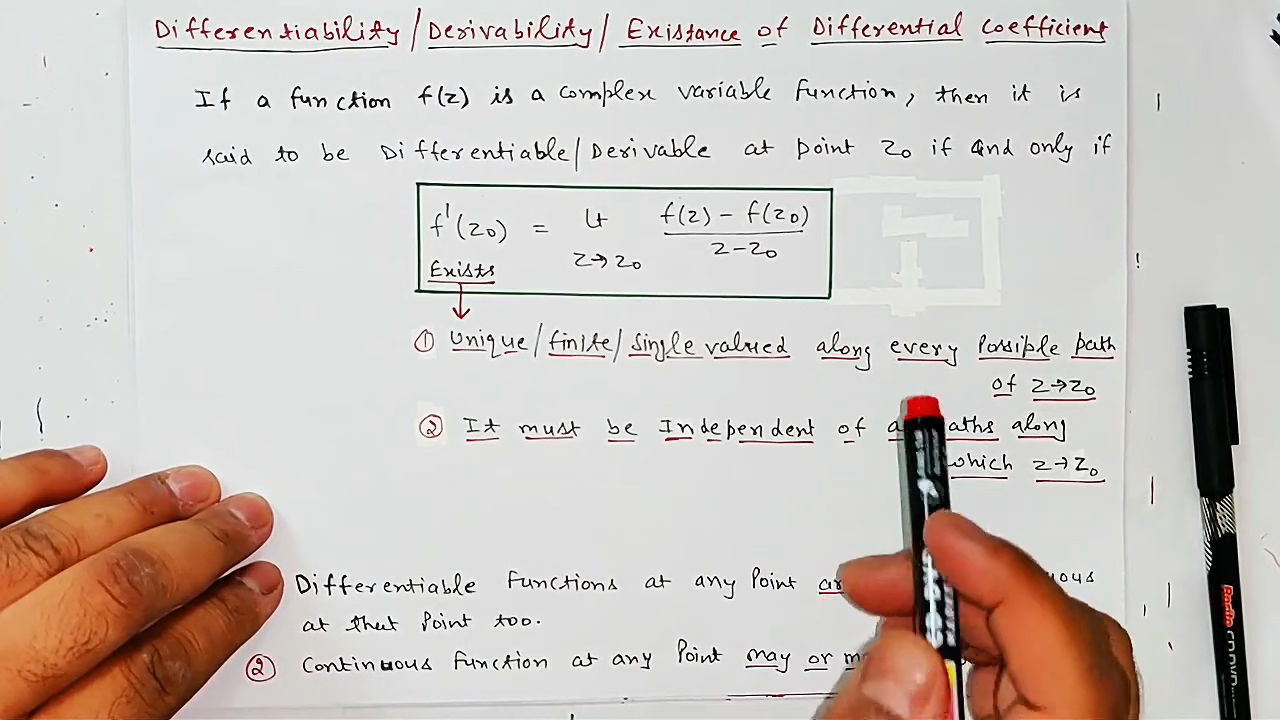 Differentiability/Derivability/Existance of Differential Coefficient
If a function f(z) is a complex variable function, then it is
said to be Differentiable/Derivable at point z₀ if and only if
f'(z₀) = Lt z→z₀ f(z) - f(z₀) / z-z₀
Exists
① Unique/finite/single valued along every possible path
of z→z₀
② It must be Independent of paths along
which z→z₀
Differentiable functions at any point
at that point too.
② Continuous function at any point may or